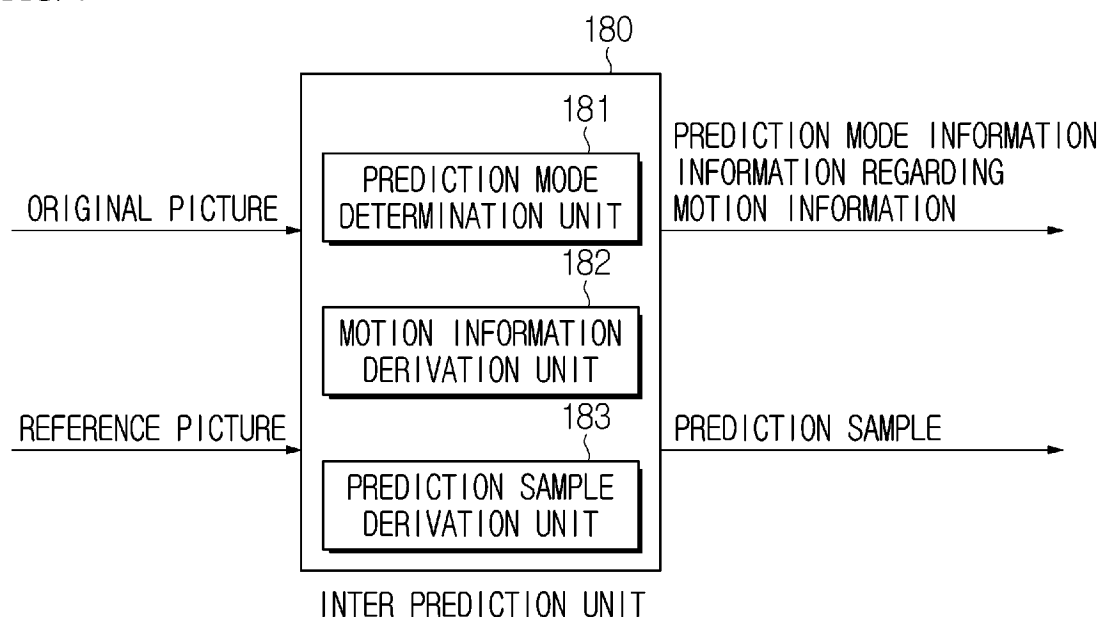 180
181
PREDICTION MODE
DETERMINATION UNIT
ORIGINAL PICTURE
PREDICTION MODE INFORMATION
INFORMATION REGARDING
MOTION INFORMATION
182
MOTION INFORMATION
DERIVATION UNIT
REFERENCE PICTURE
183
PREDICTION SAMPLE
DERIVATION UNIT
PREDICTION SAMPLE
INTER PREDICTION UNIT